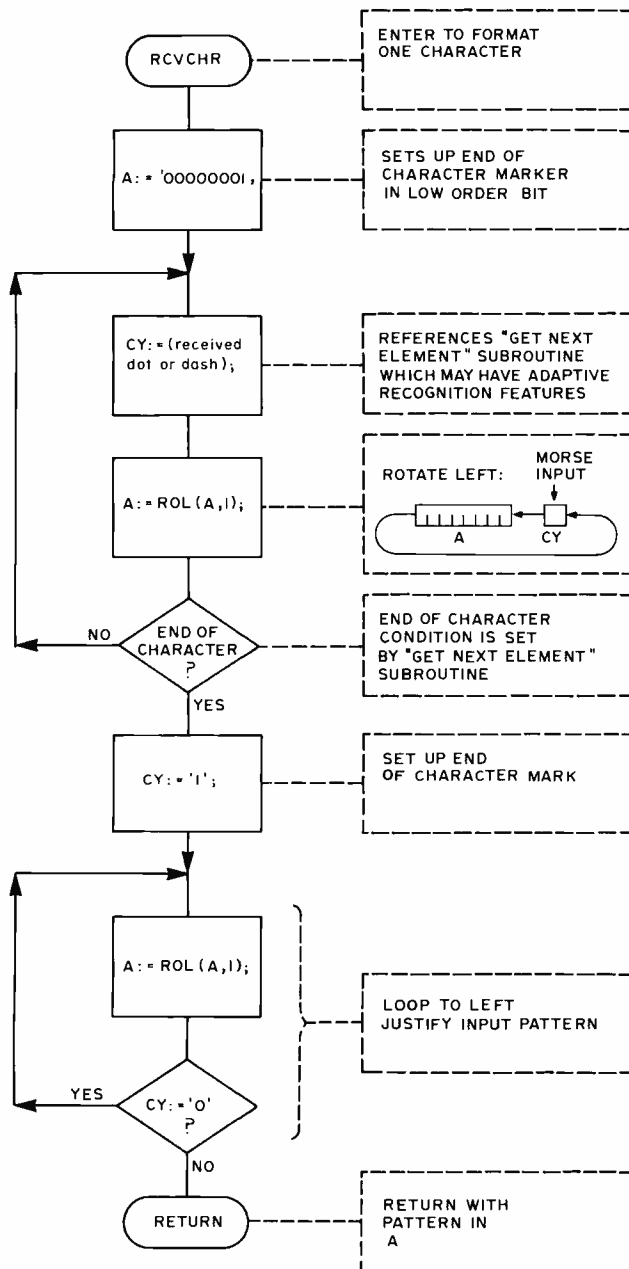 RCVCHR
ENTER TO FORMAT
ONE CHARACTER
A:= '00000001,
SETS UP END OF
CHARACTER MARKER
IN LOW ORDER BIT
CY:=(received
dot or dash);
REFERENCES "GET NEXT
ELEMENT" SUBROUTINE
WHICH MAY HAVE ADAPTIVE
RECOGNITION FEATURES
A:=ROL(A,1);
ROTATE LEFT:
MORSE
INPUT
A
CY
NO
END OF
CHARACTER
?
YES
END OF CHARACTER
CONDITION IS SET
BY "GET NEXT ELEMENT"
SUBROUTINE
CY:='1';
SET UP END
OF CHARACTER MARK
A:=ROL(A,1);
LOOP TO LEFT
JUSTIFY INPUT PATTERN
YES
CY:='0'
?
NO
RETURN
RETURN WITH
PATTERN IN
A